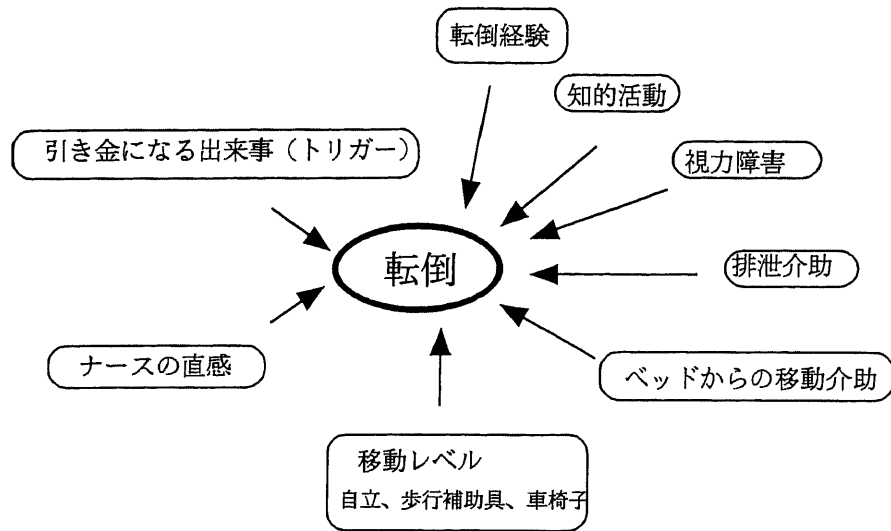 転倒経験
知的活動
引き金になる出来事（トリガー）
視力障害
転倒
排泄介助
ナースの直感
ベッドからの移動介助
移動レベル
自立、歩行補助具、車椅子